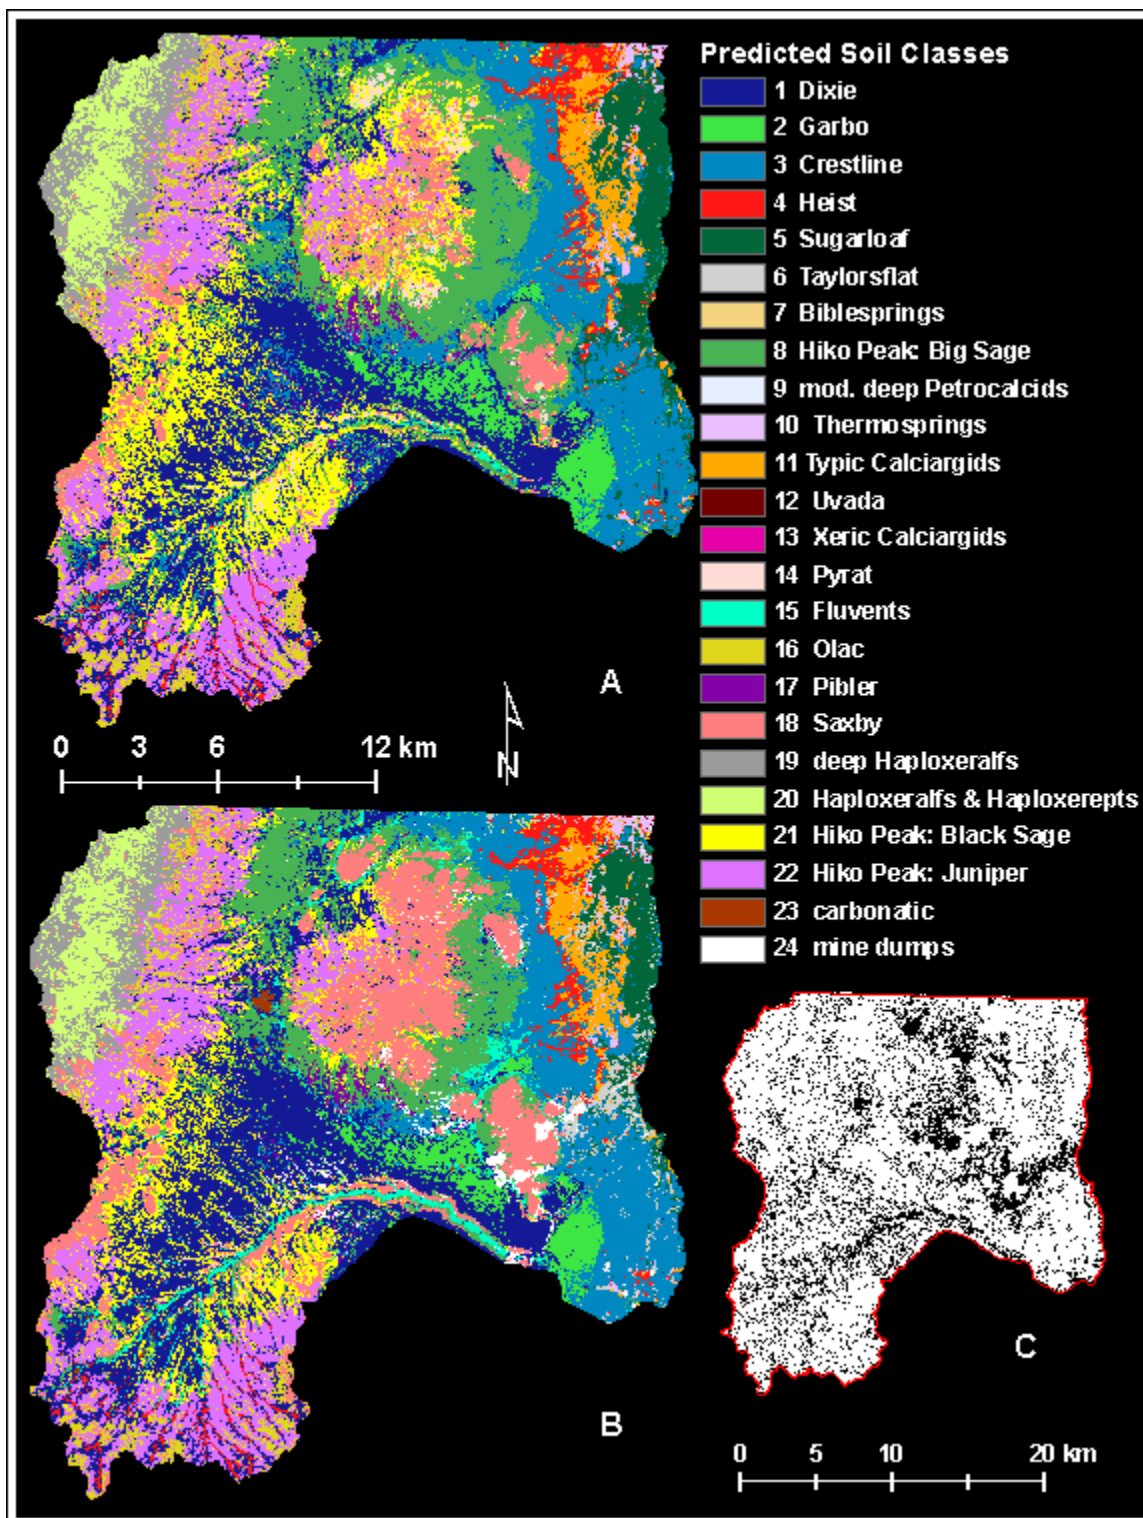 Predicted Soil Classes
1 Dixie
2 Garbo
3 Crestline
4 Heist
5 Sugarloaf
6 Taylorsflat
7 Biblesprings
8 Hiko Peak: Big Sage
9 mod. deep Petrocalcids
10 Thermosprings
11 Typic Calciargids
12 Uvada
13 Xeric Calciargids
14 Pyrat
15 Fluvents
16 Olac
17 Pibler
18 Saxby
19 deep Haploxeralfs
20 Haploxeralfs & Haploxerepts
21 Hiko Peak: Black Sage
22 Hiko Peak: Juniper
23 carbonatic
24 mine dumps
A
0 3 6 12 km
N
B
C
0 5 10 20 km